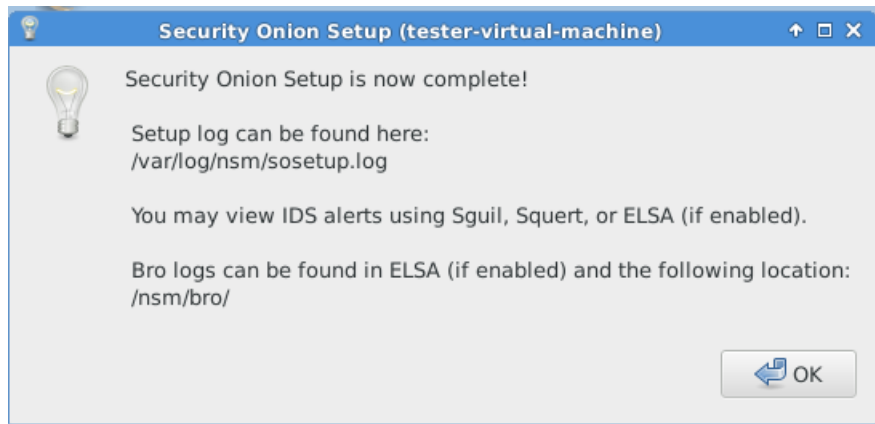 Security Onion Setup (tester-virtual-machine)
Security Onion Setup is now complete!
Setup log can be found here:
/var/log/nsm/sosetup.log
You may view IDS alerts using Sguil, Squert, or ELSA (if enabled).
Bro logs can be found in ELSA (if enabled) and the following location:
/nsm/bro/
OK